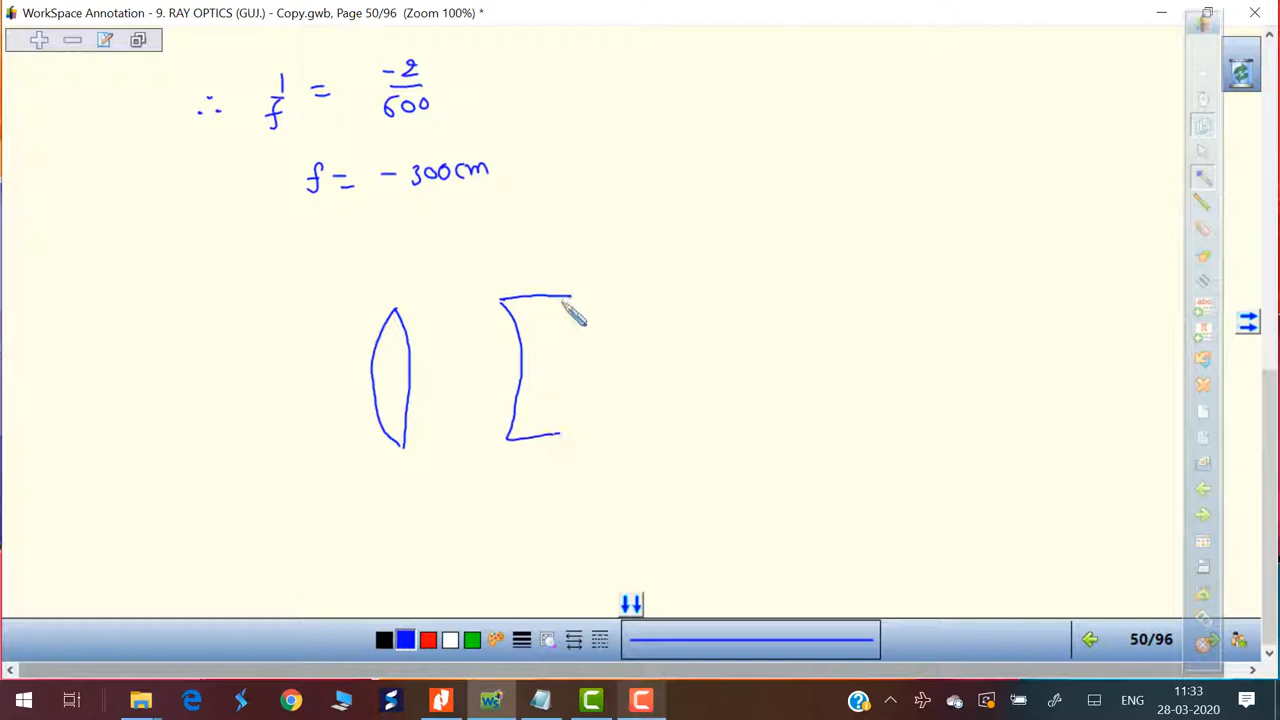 WorkSpace Annotation - 9. RAY OPTICS (GUJ.) - Copy.gwb, Page 50/96 (Zoom 100%) *
∴ 1/f = -2/600
f = - 300cm
abc
50/96
ENG
11:33
28-03-2020